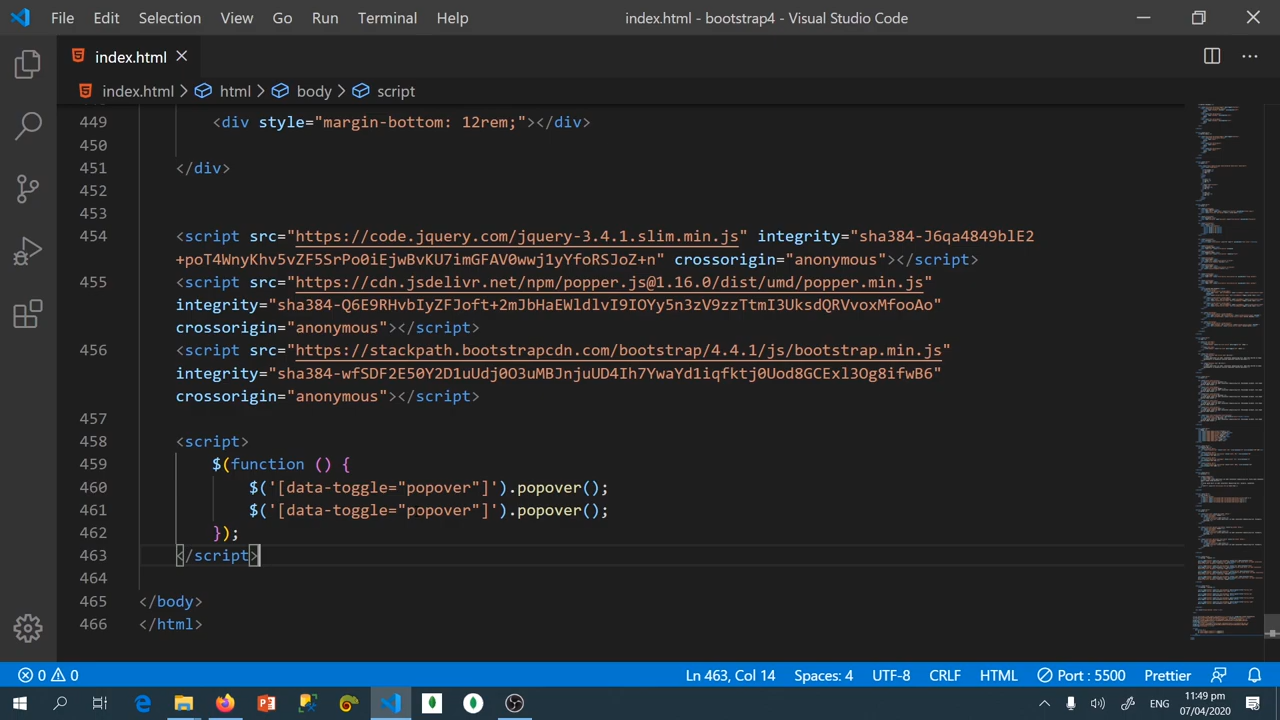 File Edit Selection View Go Run Terminal Help index.html - bootstrap4 - Visual Studio Code
index.html
index.html > html > body > script
449 <div style="margin-bottom: 12rem;"></div>
450
451 </div>
452
453
454 <script src="https://code.jquery.com/jquery-3.4.1.slim.min.js" integrity="sha384-J6qa4849blE2
+poT4WnyKhv5vZF5SrPo0iEjwBvKU7imGFAV0wwj1yYfoRSJoZ+n" crossorigin="anonymous"></script>
455 <script src="https://cdn.jsdelivr.net/npm/popper.js@1.16.0/dist/umd/popper.min.js"
integrity="sha384-Q6E9RHvbIyZFJoft+2mJbHaEWldlvI9IOYy5n3zV9zzTtmI3UksdQRVvoxMfooAo"
crossorigin="anonymous"></script>
456 <script src="https://stackpath.bootstrapcdn.com/bootstrap/4.4.1/js/bootstrap.min.js"
integrity="sha384-wfSDF2E50Y2D1uUdj0O3uMBJnjuUD4Ih7YwaYd1iqfktj0Uod8GCExl3Og8ifwB6"
crossorigin="anonymous"></script>
457
458 <script>
459 $(function () {
460 $('[data-toggle="popover"]').popover();
461 $('[data-toggle="popover"]').popover();
462 });
463 </script>
464
465 </body>
466 </html>
0 0 Ln 463, Col 14 Spaces: 4 UTF-8 CRLF HTML Port : 5500 Prettier
ENG 11:49 pm
07/04/2020